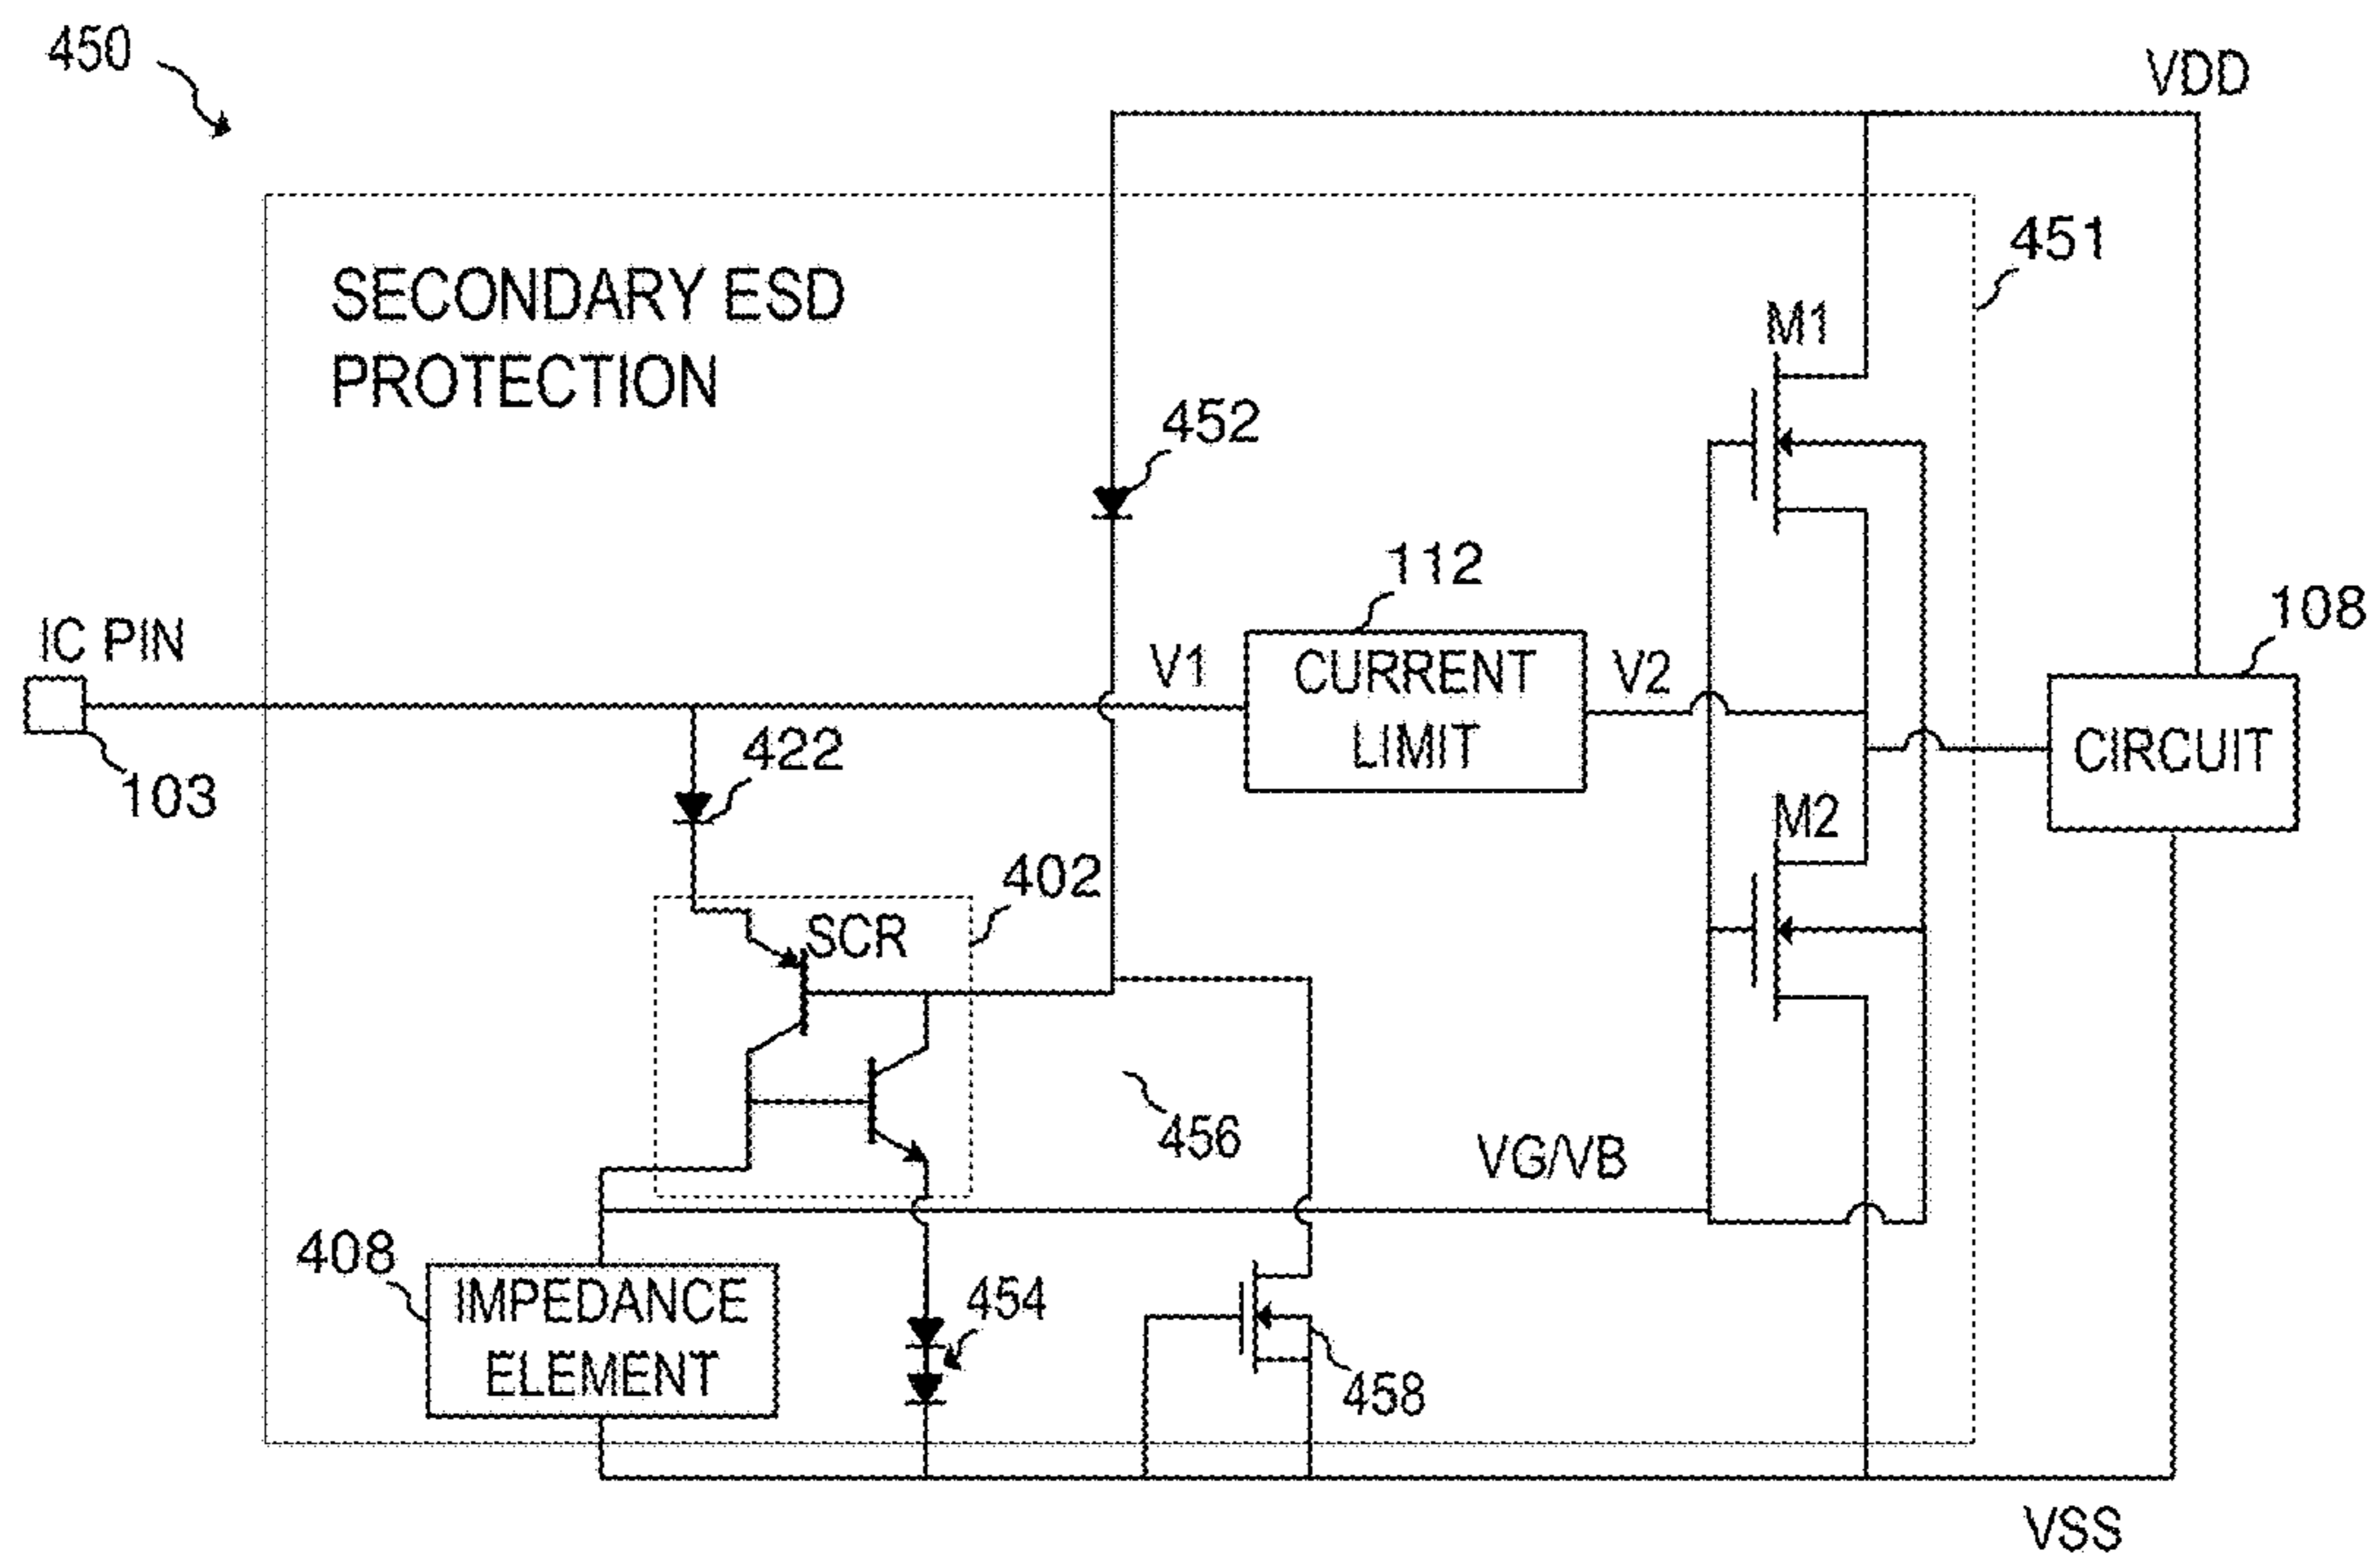 450
VDD
SECONDARY ESD
PROTECTION
451
M1
452
112
108
IC PIN
V1
CURRENT
LIMIT
V2
CIRCUIT
422
103
M2
402
SCR
456
VG/VB
408
IMPEDANCE
ELEMENT
454
458
VSS